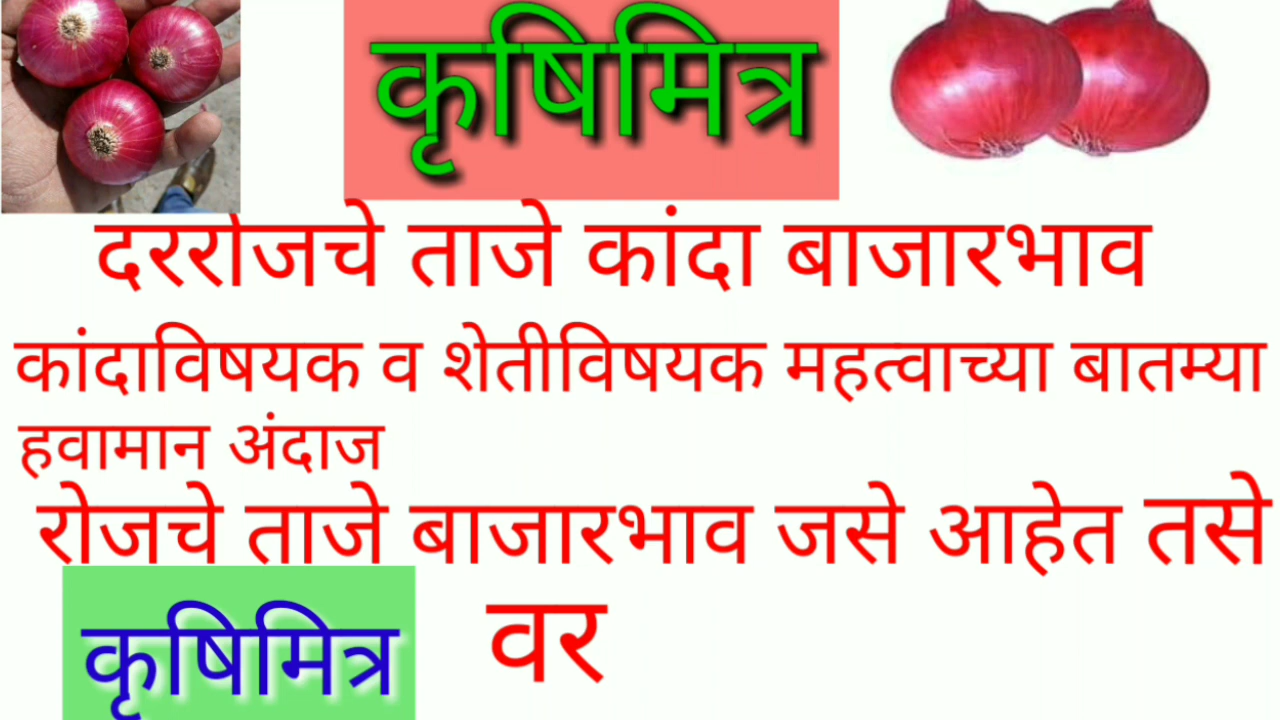 कृषिमित्र
दररोजचे ताजे कांदा बाजारभाव
कांदाविषयक व शेतीविषयक महत्वाच्या बातम्या
हवामान अंदाज
रोजचे ताजे बाजारभाव जसे आहेत तसे
कृषिमित्र वर